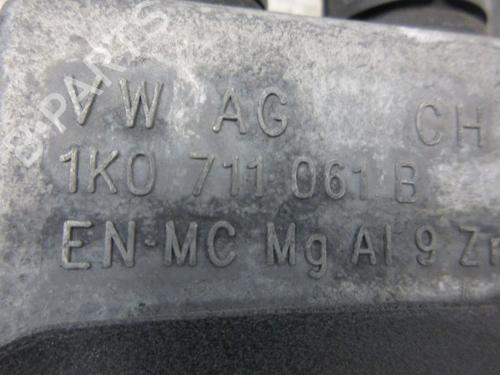 B-PARTS
VW AG CH
1K0 711 061 B
EN-MC Mg Al 9 Zn